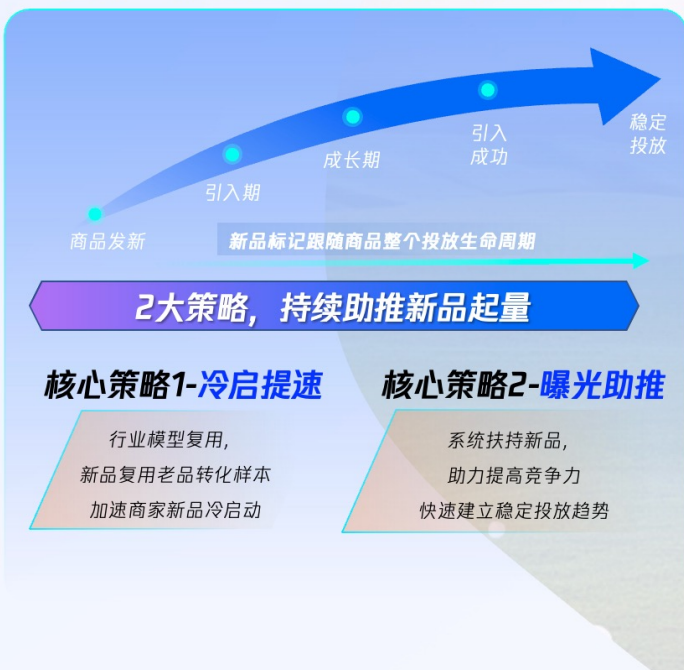 商品发新
引入期
成长期
引入
成功
稳定
投放
新品标记跟随商品整个投放生命周期
2大策略，持续助推新品起量
核心策略1-冷启提速
行业模型复用，
新品复用老品转化样本
加速商家新品冷启动
核心策略2-曝光助推
系统扶持新品，
助力提高竞争力
快速建立稳定投放趋势